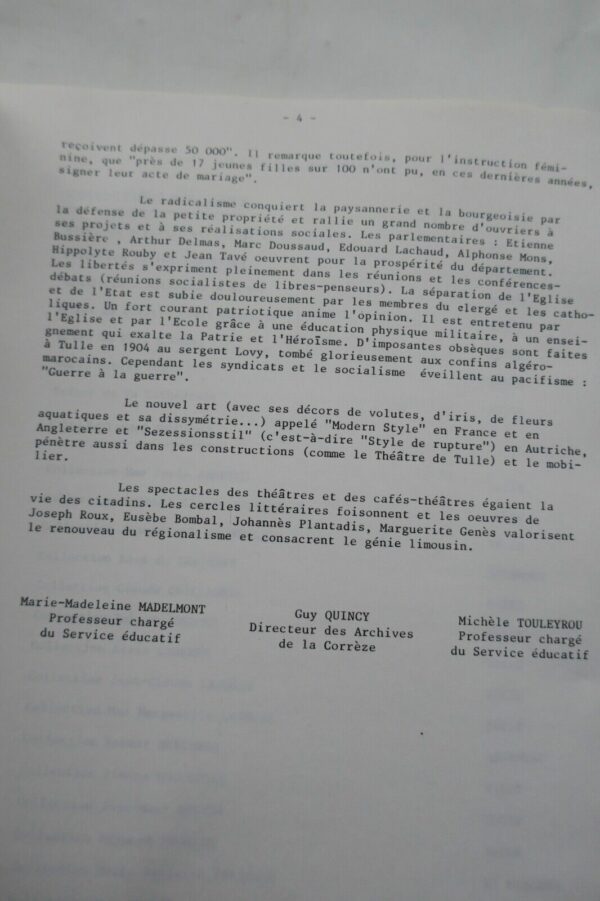 - 4 -
reçoivent dépasse 50 000". Il remarque toutefois, pour l'instruction fémi-
nine, que "près de 17 jeunes filles sur 100 n'ont pu, en ces dernières années,
signer leur acte de mariage".
Le radicalisme conquiert la paysannerie et la bourgeoisie par
la défense de la petite propriété et rallie un grand nombre d'ouvriers à
ses projets et à ses réalisations sociales. Les parlementaires : Etienne
Bussière , Arthur Delmas, Marc Doussaud, Edouard Lachaud, Alphonse Mons,
Hippolyte Rouby et Jean Tavé oeuvrent pour la prospérité du département.
Les libertés s'expriment pleinement dans les réunions et les conférences-
débats (réunions socialistes de libres-penseurs). La séparation de l'Eglise
et de l'Etat est subie douloureusement par les membres du clergé et les catho-
liques. Un fort courant patriotique anime l'opinion. Il est entretenu par
l'Eglise et par l'Ecole grâce à une éducation physique militaire, à un ensei-
gnement qui exalte la Patrie et l'Héroïsme. D'imposantes obsèques sont faites
à Tulle en 1904 au sergent Lovy, tombé glorieusement aux confins algéro-
marocains. Cependant les syndicats et le socialisme éveillent au pacifisme :
"Guerre à la guerre".
Le nouvel art (avec ses décors de volutes, d'iris, de fleurs
aquatiques et sa dissymétrie...) appelé "Modern Style" en France et en
Angleterre et "Sezessionsstil" (c'est-à-dire "Style de rupture") en Autriche,
pénètre aussi dans les constructions (comme le Théâtre de Tulle) et le mobi-
lier.
Les spectacles des théâtres et des cafés-théâtres égaient la
vie des citadins. Les cercles littéraires foisonnent et les oeuvres de
Joseph Roux, Eusèbe Bombal, Johannès Plantadis, Marguerite Genès valorisent
le renouveau du régionalisme et consacrent le génie limousin.
Marie-Madeleine MADELMONT
Professeur chargé
du Service éducatif
Guy QUINCY
Directeur des Archives
de la Corrèze
Michèle TOULEYROU
Professeur chargé
du Service éducatif